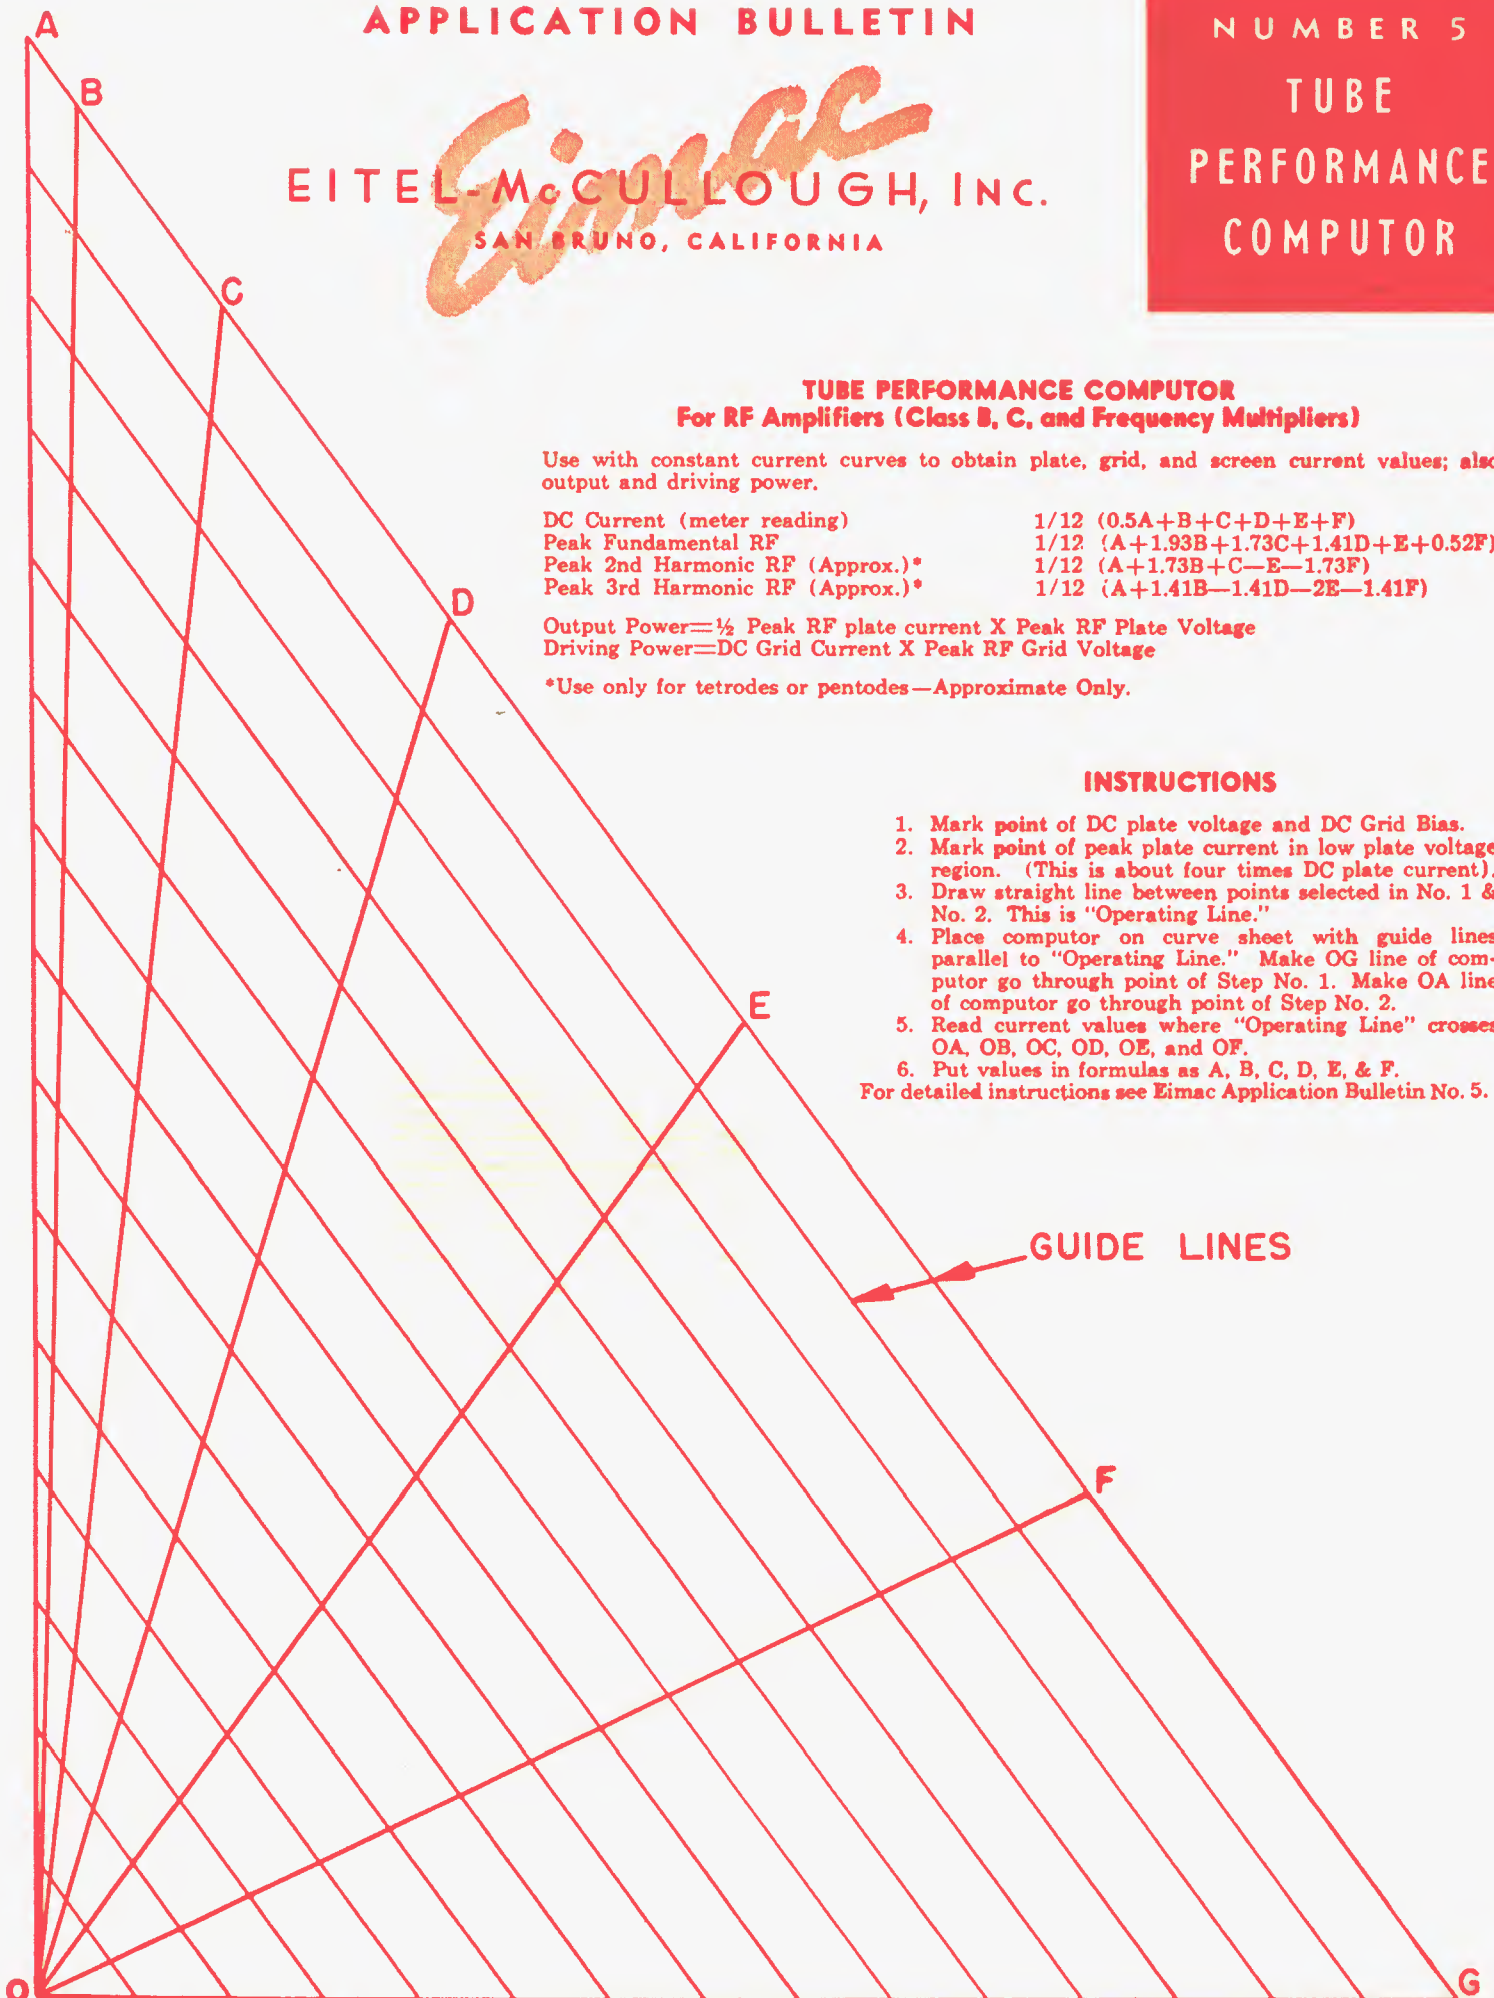 APPLICATION BULLETIN
Eimac
EITEL-McCULLOUGH, INC.
SAN BRUNO, CALIFORNIA
NUMBER 5
TUBE
PERFORMANCE
COMPUTOR
TUBE PERFORMANCE COMPUTOR
For RF Amplifiers (Class B, C, and Frequency Multipliers)
Use with constant current curves to obtain plate, grid, and screen current values; also
output and driving power.
DC Current (meter reading) 1/12 (0.5A+B+C+D+E+F)
Peak Fundamental RF 1/12 (A+1.93B+1.73C+1.41D+E+0.52F)
Peak 2nd Harmonic RF (Approx.)* 1/12 (A+1.73B+C—E—1.73F)
Peak 3rd Harmonic RF (Approx.)* 1/12 (A+1.41B—1.41D—2E—1.41F)
Output Power=½ Peak RF plate current X Peak RF Plate Voltage
Driving Power=DC Grid Current X Peak RF Grid Voltage
*Use only for tetrodes or pentodes—Approximate Only.
INSTRUCTIONS
1. Mark point of DC plate voltage and DC Grid Bias.
2. Mark point of peak plate current in low plate voltage
region. (This is about four times DC plate current).
3. Draw straight line between points selected in No. 1 &
No. 2. This is "Operating Line."
4. Place computor on curve sheet with guide lines
parallel to "Operating Line." Make OG line of com-
putor go through point of Step No. 1. Make OA line
of computor go through point of Step No. 2.
5. Read current values where "Operating Line" crosses
OA, OB, OC, OD, OE, and OF.
6. Put values in formulas as A, B, C, D, E, & F.
For detailed instructions see Eimac Application Bulletin No. 5.
GUIDE LINES
A
B
C
D
E
F
G
O